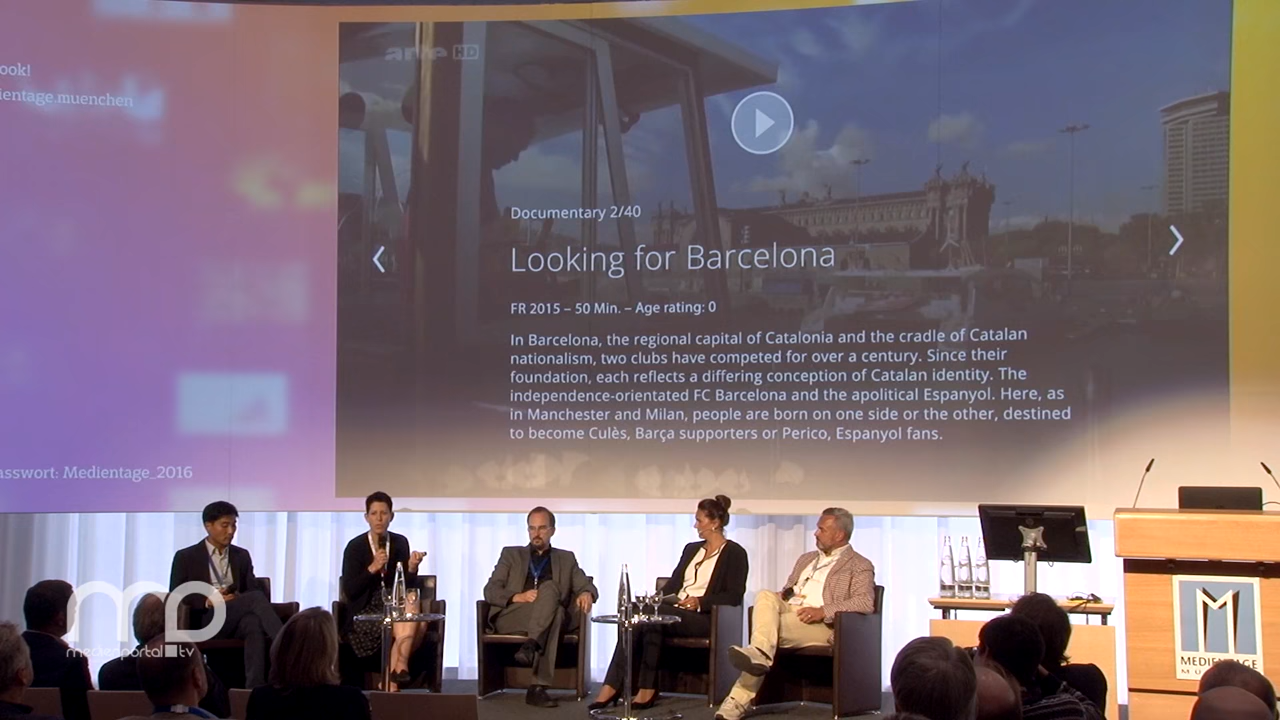 ook!
ientage.muenchen
asswort: Medientage_2016
arte HD
Documentary 2/40
Looking for Barcelona
FR 2015 – 50 Min. – Age rating: 0
In Barcelona, the regional capital of Catalonia and the cradle of Catalan
nationalism, two clubs have competed for over a century. Since their
foundation, each reflects a differing conception of Catalan identity. The
independence-orientated FC Barcelona and the apolitical Espanyol. Here, as
in Manchester and Milan, people are born on one side or the other, destined
to become Culès, Barça supporters or Perico, Espanyol fans.
mp
medienportal.tv
M
MEDIENTAGE